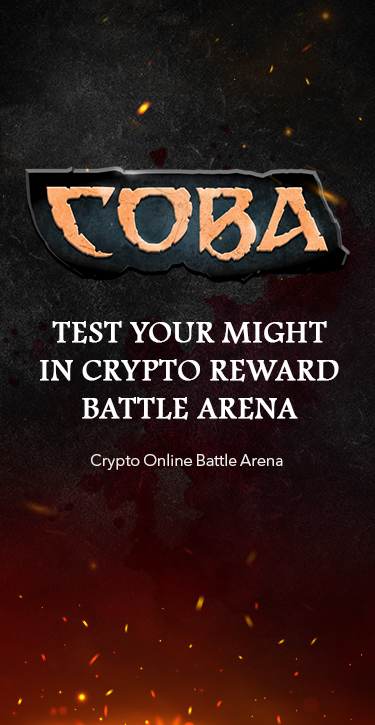 COBA
TEST YOUR MIGHT
IN CRYPTO REWARD
BATTLE ARENA
Crypto Online Battle Arena